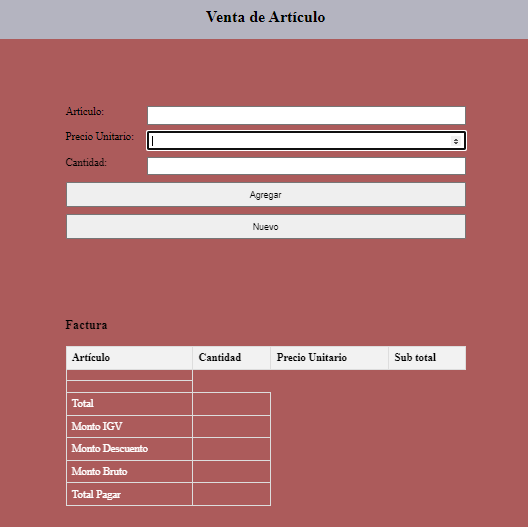 Venta de Artículo
Artículo:
Precio Unitario:
Cantidad:
Agregar
Nuevo
Factura
Artículo Cantidad Precio Unitario Sub total
Total
Monto IGV
Monto Descuento
Monto Bruto
Total Pagar